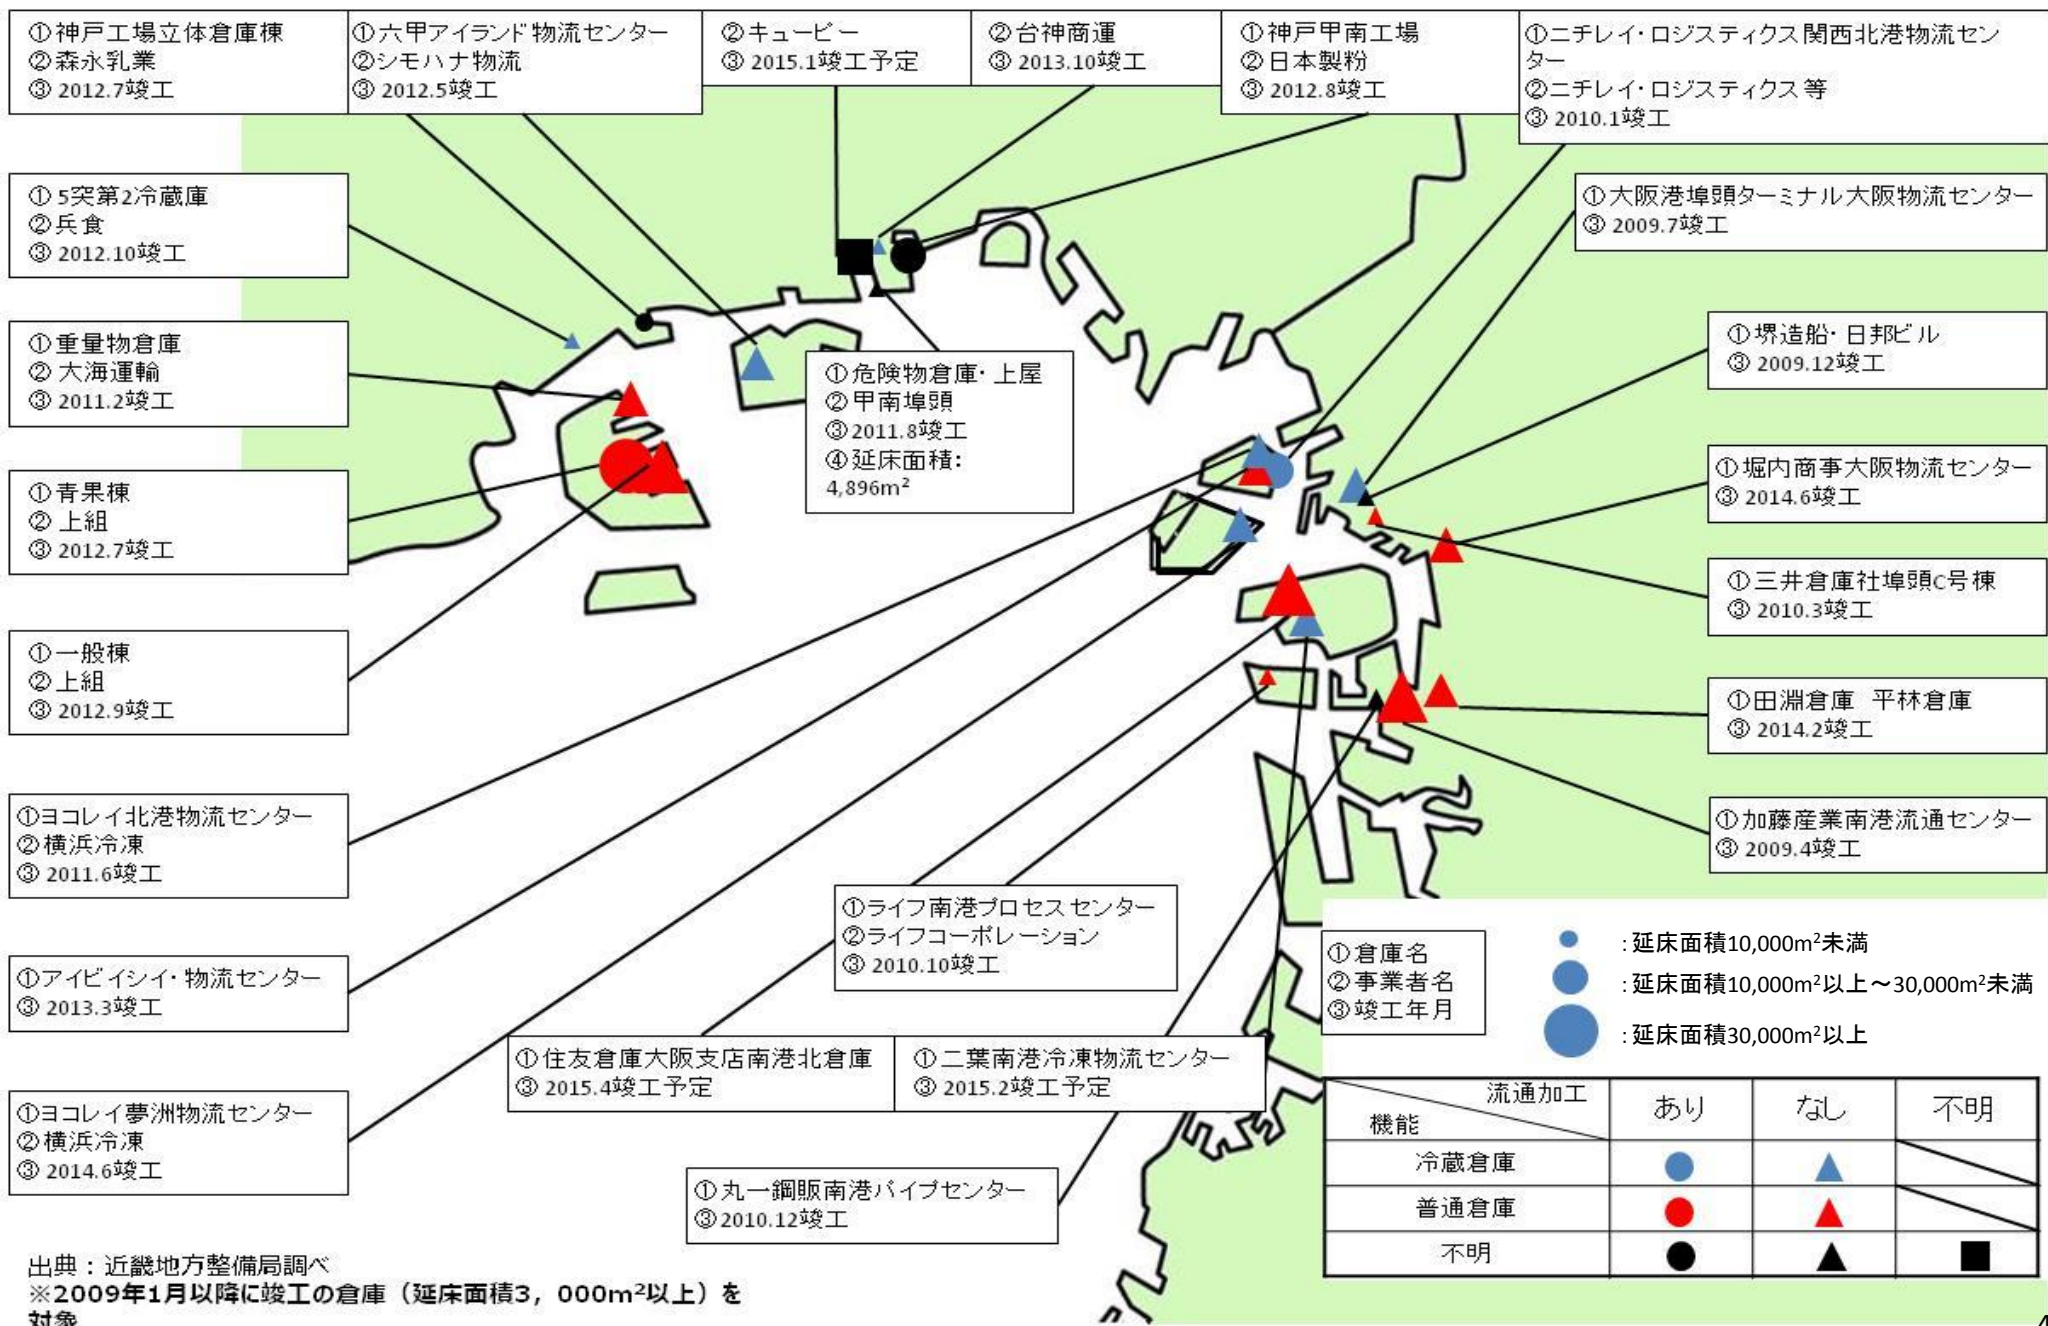 ①神戸工場立体倉庫棟
②森永乳業
③ 2012.7竣工
①六甲アイランド物流センター
②シモハナ物流
③ 2012.5竣工
②キューピー
③ 2015.1竣工予定
②台神商運
③ 2013.10竣工
①神戸甲南工場
②日本製粉
③ 2012.8竣工
①ニチレイ・ロジスティクス関西北港物流セン
ター
②ニチレイ・ロジスティクス等
③ 2010.1竣工
①5突第2冷蔵庫
②兵食
③ 2012.10竣工
①大阪港埠頭ターミナル大阪物流センター
③ 2009.7竣工
①重量物倉庫
②大海運輸
③ 2011.2竣工
①危険物倉庫・上屋
②甲南埠頭
③2011.8竣工
④延床面積：
4,896m²
①堺造船・日邦ビル
③ 2009.12竣工
①青果棟
②上組
③ 2012.7竣工
①堀内商事大阪物流センター
③ 2014.6竣工
①三井倉庫社埠頭C号棟
③ 2010.3竣工
①一般棟
②上組
③ 2012.9竣工
①田淵倉庫　平林倉庫
③ 2014.2竣工
①ヨコレイ北港物流センター
②横浜冷凍
③ 2011.6竣工
①加藤産業南港流通センター
③ 2009.4竣工
①ライフ南港プロセスセンター
②ライフコーポレーション
③ 2010.10竣工
①アイビイシイ・物流センター
③ 2013.3竣工
①住友倉庫大阪支店南港北倉庫
③ 2015.4竣工予定
①二葉南港冷凍物流センター
③ 2015.2竣工予定
①ヨコレイ夢洲物流センター
②横浜冷凍
③ 2014.6竣工
①丸一鋼販南港パイプセンター
③2010.12竣工
①倉庫名
②事業者名
③竣工年月
：延床面積10,000m²未満
：延床面積10,000m²以上～30,000m²未満
：延床面積30,000m²以上
流通加工
機能
あり
なし
不明
冷蔵倉庫
普通倉庫
不明
出典：近畿地方整備局調べ
※2009年1月以降に竣工の倉庫（延床面積3，000m²以上）を
対象
4